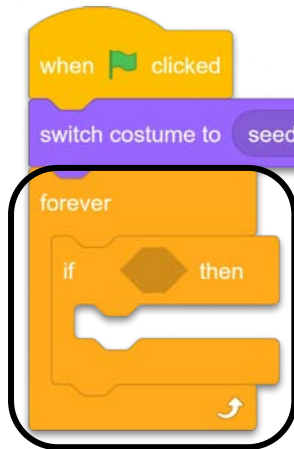 when clicked
switch costume to seed
forever
if then